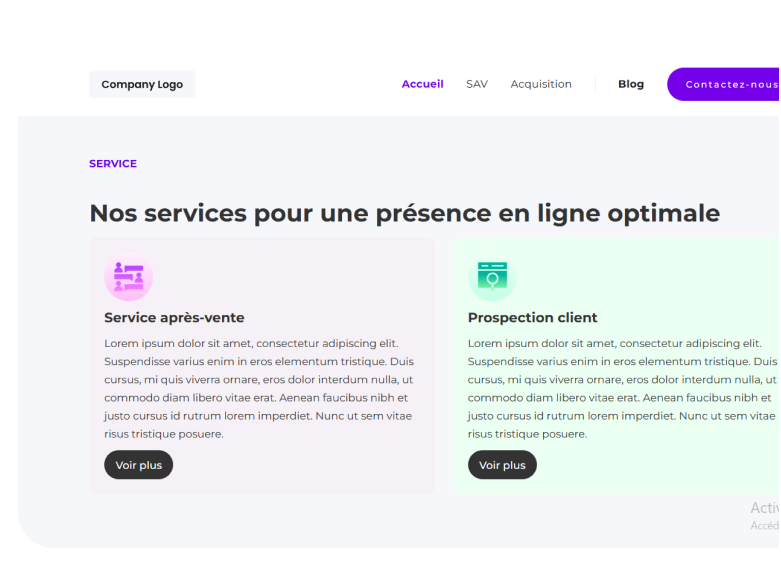 Company Logo
Accueil SAV Acquisition Blog Contactez-nous
SERVICE
Nos services pour une présence en ligne optimale
Service après-vente
Lorem ipsum dolor sit amet, consectetur adipiscing elit.
Suspendisse varius enim in eros elementum tristique. Duis
cursus, mi quis viverra ornare, eros dolor interdum nulla, ut
commodo diam libero vitae erat. Aenean faucibus nibh et
justo cursus id rutrum lorem imperdiet. Nunc ut sem vitae
risus tristique posuere.
Voir plus
Prospection client
Lorem ipsum dolor sit amet, consectetur adipiscing elit.
Suspendisse varius enim in eros elementum tristique. Duis
cursus, mi quis viverra ornare, eros dolor interdum nulla, ut
commodo diam libero vitae erat. Aenean faucibus nibh et
justo cursus id rutrum lorem imperdiet. Nunc ut sem vitae
risus tristique posuere.
Voir plus